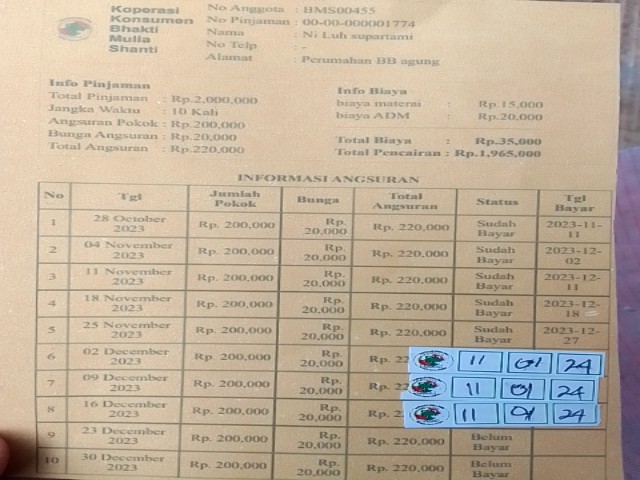 Koperasi
Konsumen
Bhakti
Mulia
Shanti
No Anggota : BMS00455
No Pinjaman : 00-00-000001774
Nama : Ni Luh supartami
No Telp : -
Alamat : Perumahan BB agung
Info Pinjaman
Total Pinjaman : Rp.2,000,000
Jangka Waktu : 10 Kali
Angsuran Pokok : Rp.200,000
Bunga Angsuran : Rp.20,000
Total Angsuran : Rp.220,000
Info Biaya
biaya materai : Rp.15,000
biaya ADM : Rp.20,000
Total Biaya : Rp.35,000
Total Pencairan : Rp.1,965,000
INFORMASI ANGSURAN
No Tgl Jumlah Pokok Bunga Total Angsuran Status Tgl Bayar
1 28 October 2023 Rp. 200,000 Rp. 20,000 Rp. 220,000 Sudah Bayar 2023-11-11
2 04 November 2023 Rp. 200,000 Rp. 20,000 Rp. 220,000 Sudah Bayar 2023-12-02
3 11 November 2023 Rp. 200,000 Rp. 20,000 Rp. 220,000 Sudah Bayar 2023-12-11
4 18 November 2023 Rp. 200,000 Rp. 20,000 Rp. 220,000 Sudah Bayar 2023-12-18
5 25 November 2023 Rp. 200,000 Rp. 20,000 Rp. 220,000 Sudah Bayar 2023-12-27
6 02 December 2023 Rp. 200,000 Rp. 20,000 Rp. 22 11 01 24
7 09 December 2023 Rp. 200,000 Rp. 20,000 Rp. 22 11 01 24
8 16 December 2023 Rp. 200,000 Rp. 20,000 Rp. 2 11 01 24
9 23 December 2023 Rp. 200,000 Rp. 20,000 Rp. 220,000 Belum Bayar
10 30 December 2023 Rp. 200,000 Rp. 20,000 Rp. 220,000 Belum Bayar